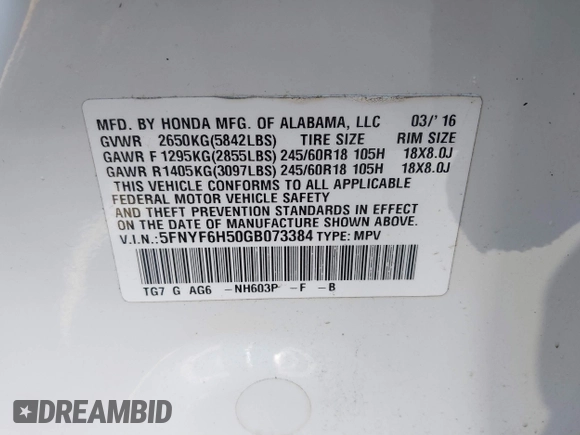 MFD. BY HONDA MFG. OF ALABAMA, LLC 03/'16
GVWR 2650KG(5842LBS) TIRE SIZE RIM SIZE
GAWR F 1295KG(2855LBS) 245/60R18 105H 18X8.0J
GAWR R1405KG(3097LBS) 245/60R18 105H 18X8.0J
THIS VEHICLE CONFORMS TO ALL APPLICABLE
FEDERAL MOTOR VEHICLE SAFETY
AND THEFT PREVENTION STANDARDS IN EFFECT
ON THE DATE OF MANUFACTURE SHOWN ABOVE.
V.I.N.:5FNYF6H50GB073384 TYPE: MPV
TG7 G AG6 -NH603P -F -B
DREAMBID